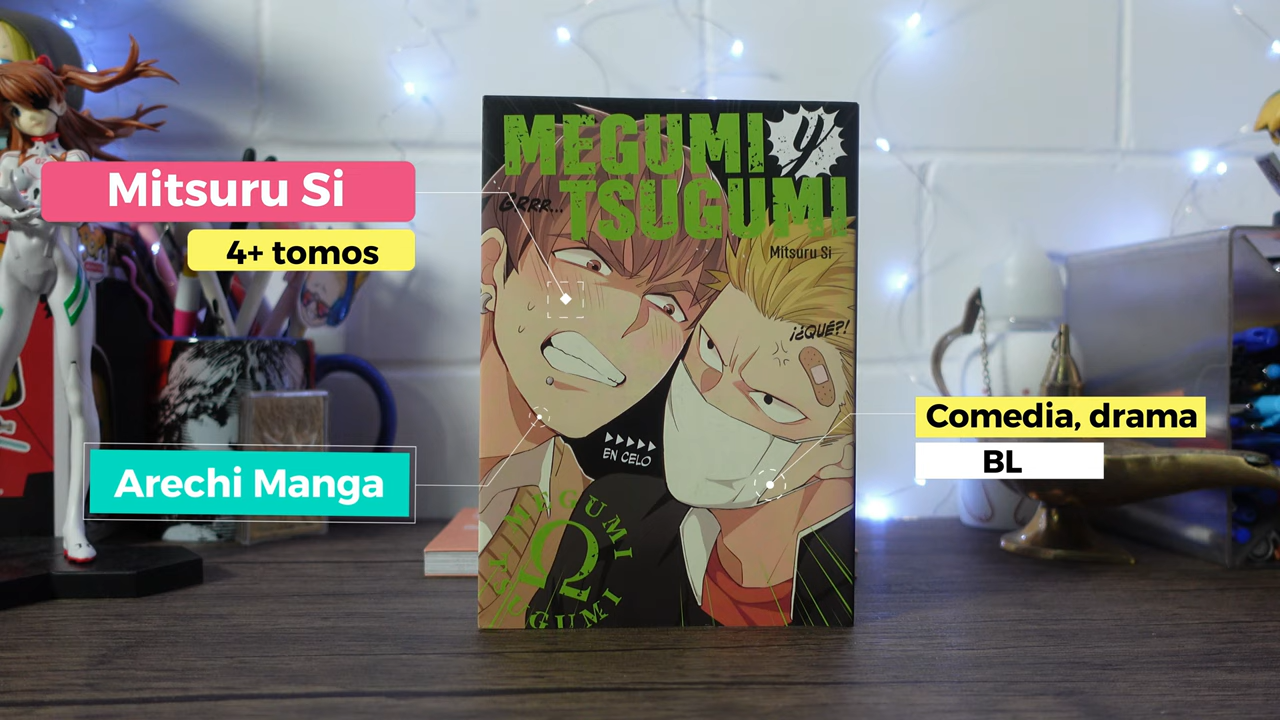 MEGUMI y
TSUGUMI
Mitsuru Si
GRRR...
¡¿QUÉ?!
EN CELO
MEGUMI
Ω
TSUGUMI
Mitsuru Si
4+ tomos
Arechi Manga
Comedia, drama
BL